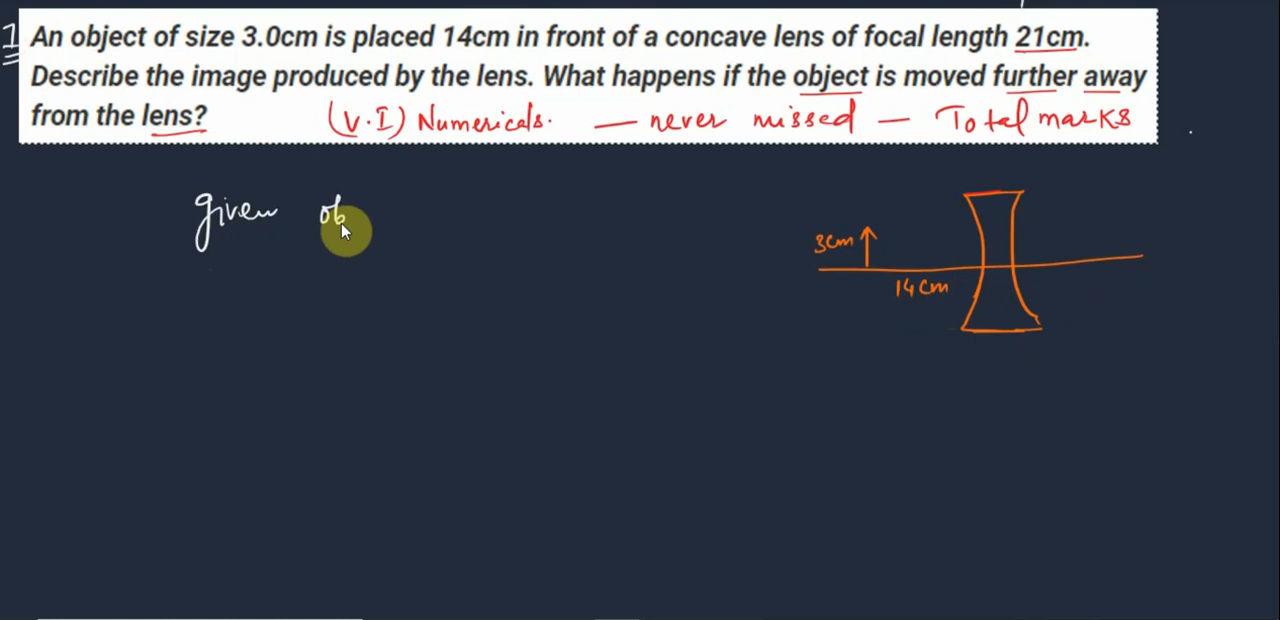 1 An object of size 3.0cm is placed 14cm in front of a concave lens of focal length 21cm.
Describe the image produced by the lens. What happens if the object is moved further away
from the lens? (V.I) Numericals. — never missed — Total marks
given ob
3cm
14cm